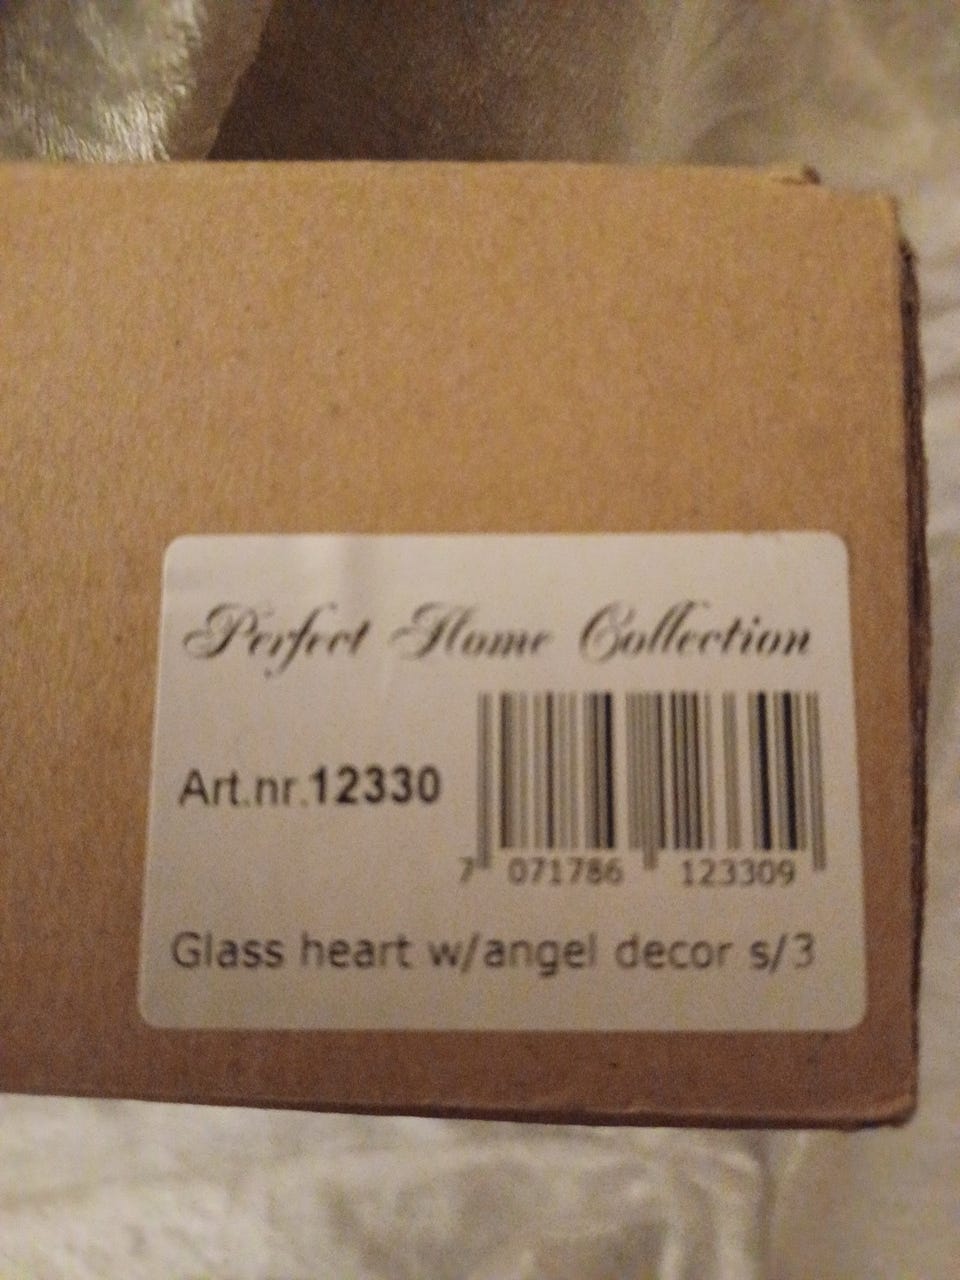 Perfect Home Collection
Art.nr.12330
7 071786 123309
Glass heart w/angel decor s/3